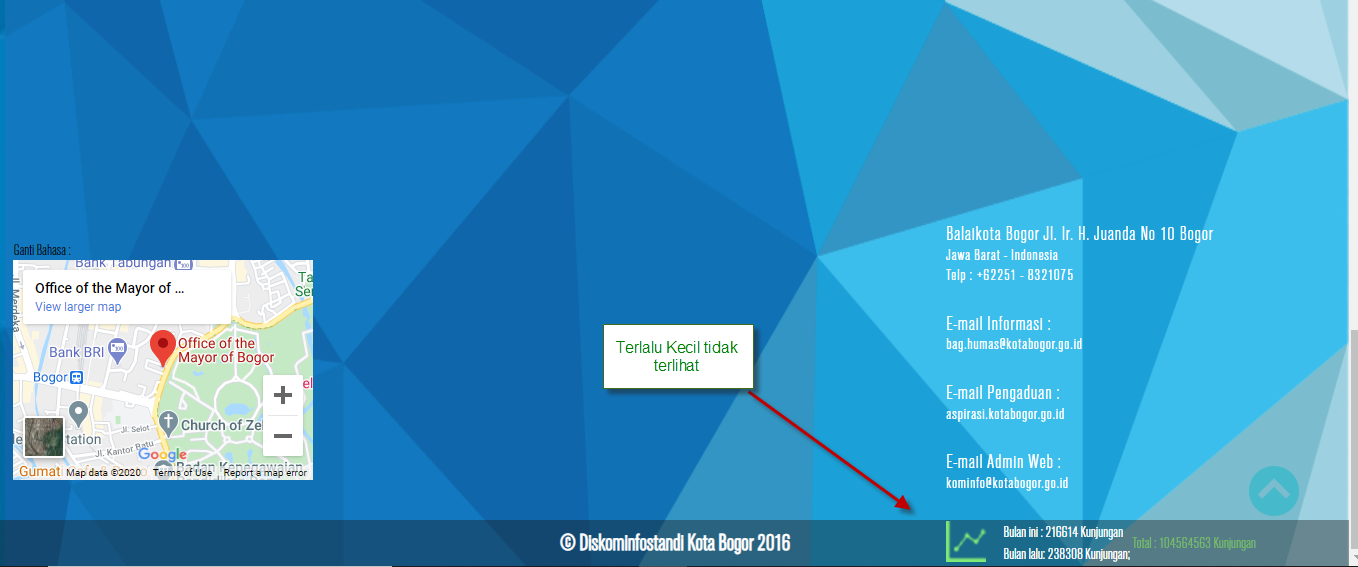 Balaikota Bogor Jl. Ir. H. Juanda No 10 Bogor
Jawa Barat - Indonesia
Telp : +62251 - 8321075
Ganti Bahasa :
Bank Tabungan
Office of the Mayor of ...
View larger map
Jl. Merdeka
Office of the
Mayor of Bogor
Bank BRI
Bogor
Church of Ze
Jl. Selot
Jl. Kantor Batu
Google
Gumat
Map data ©2020 Terms of Use Report a map error
Terlalu Kecil tidak
terlihat
E-mail Informasi :
bag.humas@kotabogor.go.id
E-mail Pengaduan :
aspirasi.kotabogor.go.id
E-mail Admin Web :
kominfo@kotabogor.go.id
© Diskominfostandi Kota Bogor 2016
Bulan ini : 216614 Kunjungan
Bulan lalu: 238308 Kunjungan;
Total : 104564563 Kunjungan